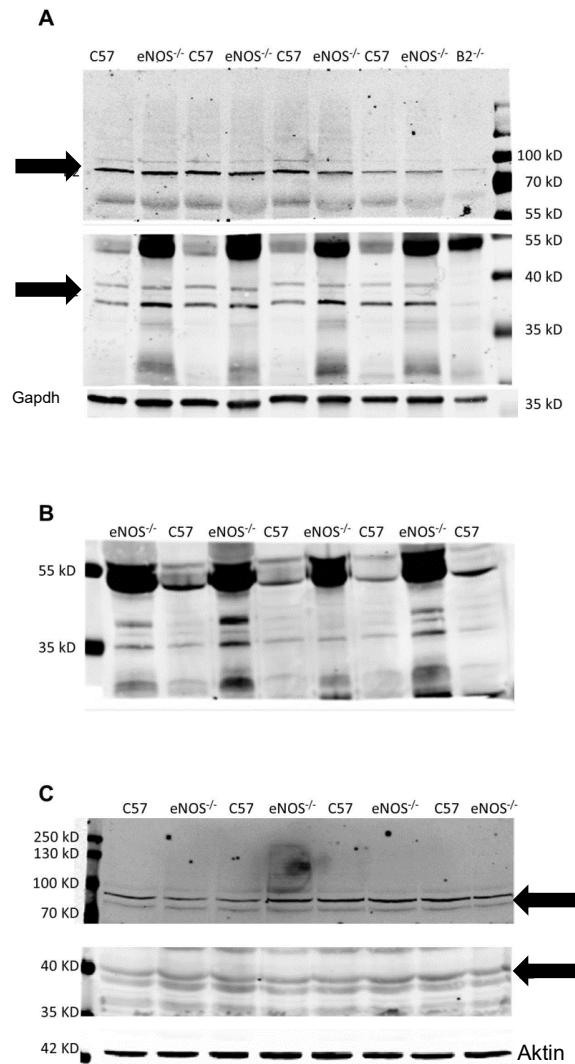 A
C57 eNOS-/- C57 eNOS-/- C57 eNOS-/- C57 eNOS-/- B2-/-
100 kD
70 kD
55 kD
55 kD
40 kD
35 kD
Gapdh
35 kD
B
eNOS-/- C57 eNOS-/- C57 eNOS-/- C57 eNOS-/- C57
55 kD
35 kD
C
C57 eNOS-/- C57 eNOS-/- C57 eNOS-/- C57 eNOS-/-
250 kD
130 kD
100 KD
70 KD
40 KD
35 KD
42 KD
Aktin